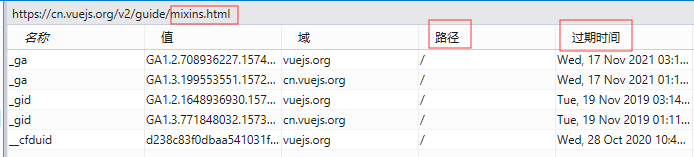 https://cn.vuejs.org/v2/guide/mixins.html
名称 值 域 路径 过期时间
_ga GA1.2.708936227.1574... vuejs.org / Wed, 17 Nov 2021 03:1...
_ga GA1.3.199553551.1572... cn.vuejs.org / Wed, 17 Nov 2021 01:1...
_gid GA1.2.1648936930.157... vuejs.org / Tue, 19 Nov 2019 03:14...
_gid GA1.3.771848032.1573... cn.vuejs.org / Tue, 19 Nov 2019 01:11...
__cfduid d238c83f0dbaa541031f... vuejs.org / Wed, 28 Oct 2020 10:4...